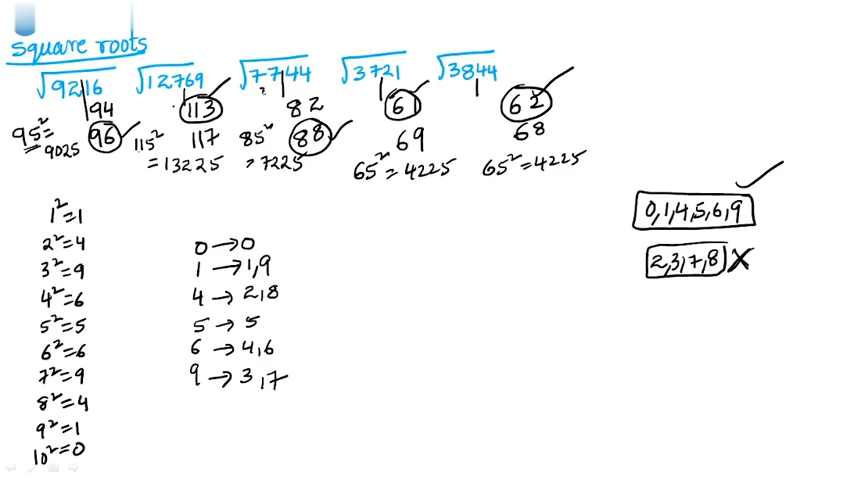 square roots
√9216 √12769 √7744 √3721 √3844
94 113 82 61 62
95²= 9025 96 115² 117 85² 88 69 68
=13225 = 7225 65²=4225 65²=4225
1²=1
2²=4
3²=9
4²=6
5²=5
6²=6
7²=9
8²=4
9²=1
10²=0
0→0
1→1,9
4→2,8
5→5
6→4,6
9→3,7
0,1,4,5,6,9 ✓
2,3,7,8 X